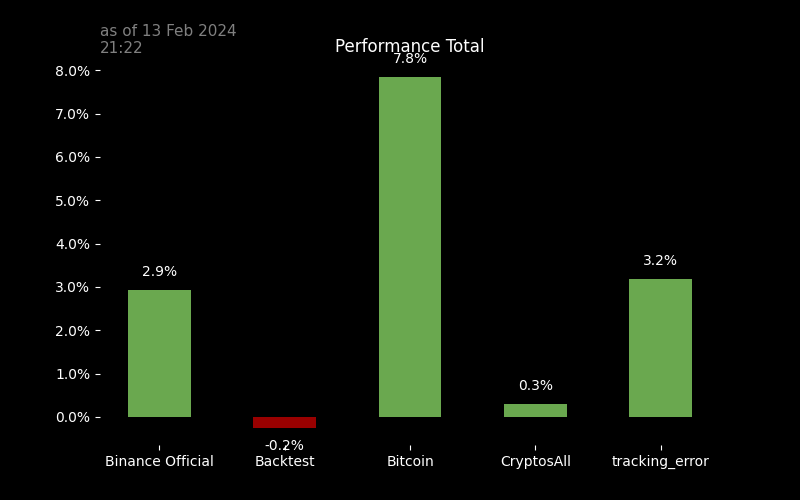 as of 13 Feb 2024
21:22
Performance Total
8.0%
7.0%
6.0%
5.0%
4.0%
3.0%
2.0%
1.0%
0.0%
2.9%
-0.2%
7.8%
0.3%
3.2%
Binance Official
Backtest
Bitcoin
CryptosAll
tracking_error